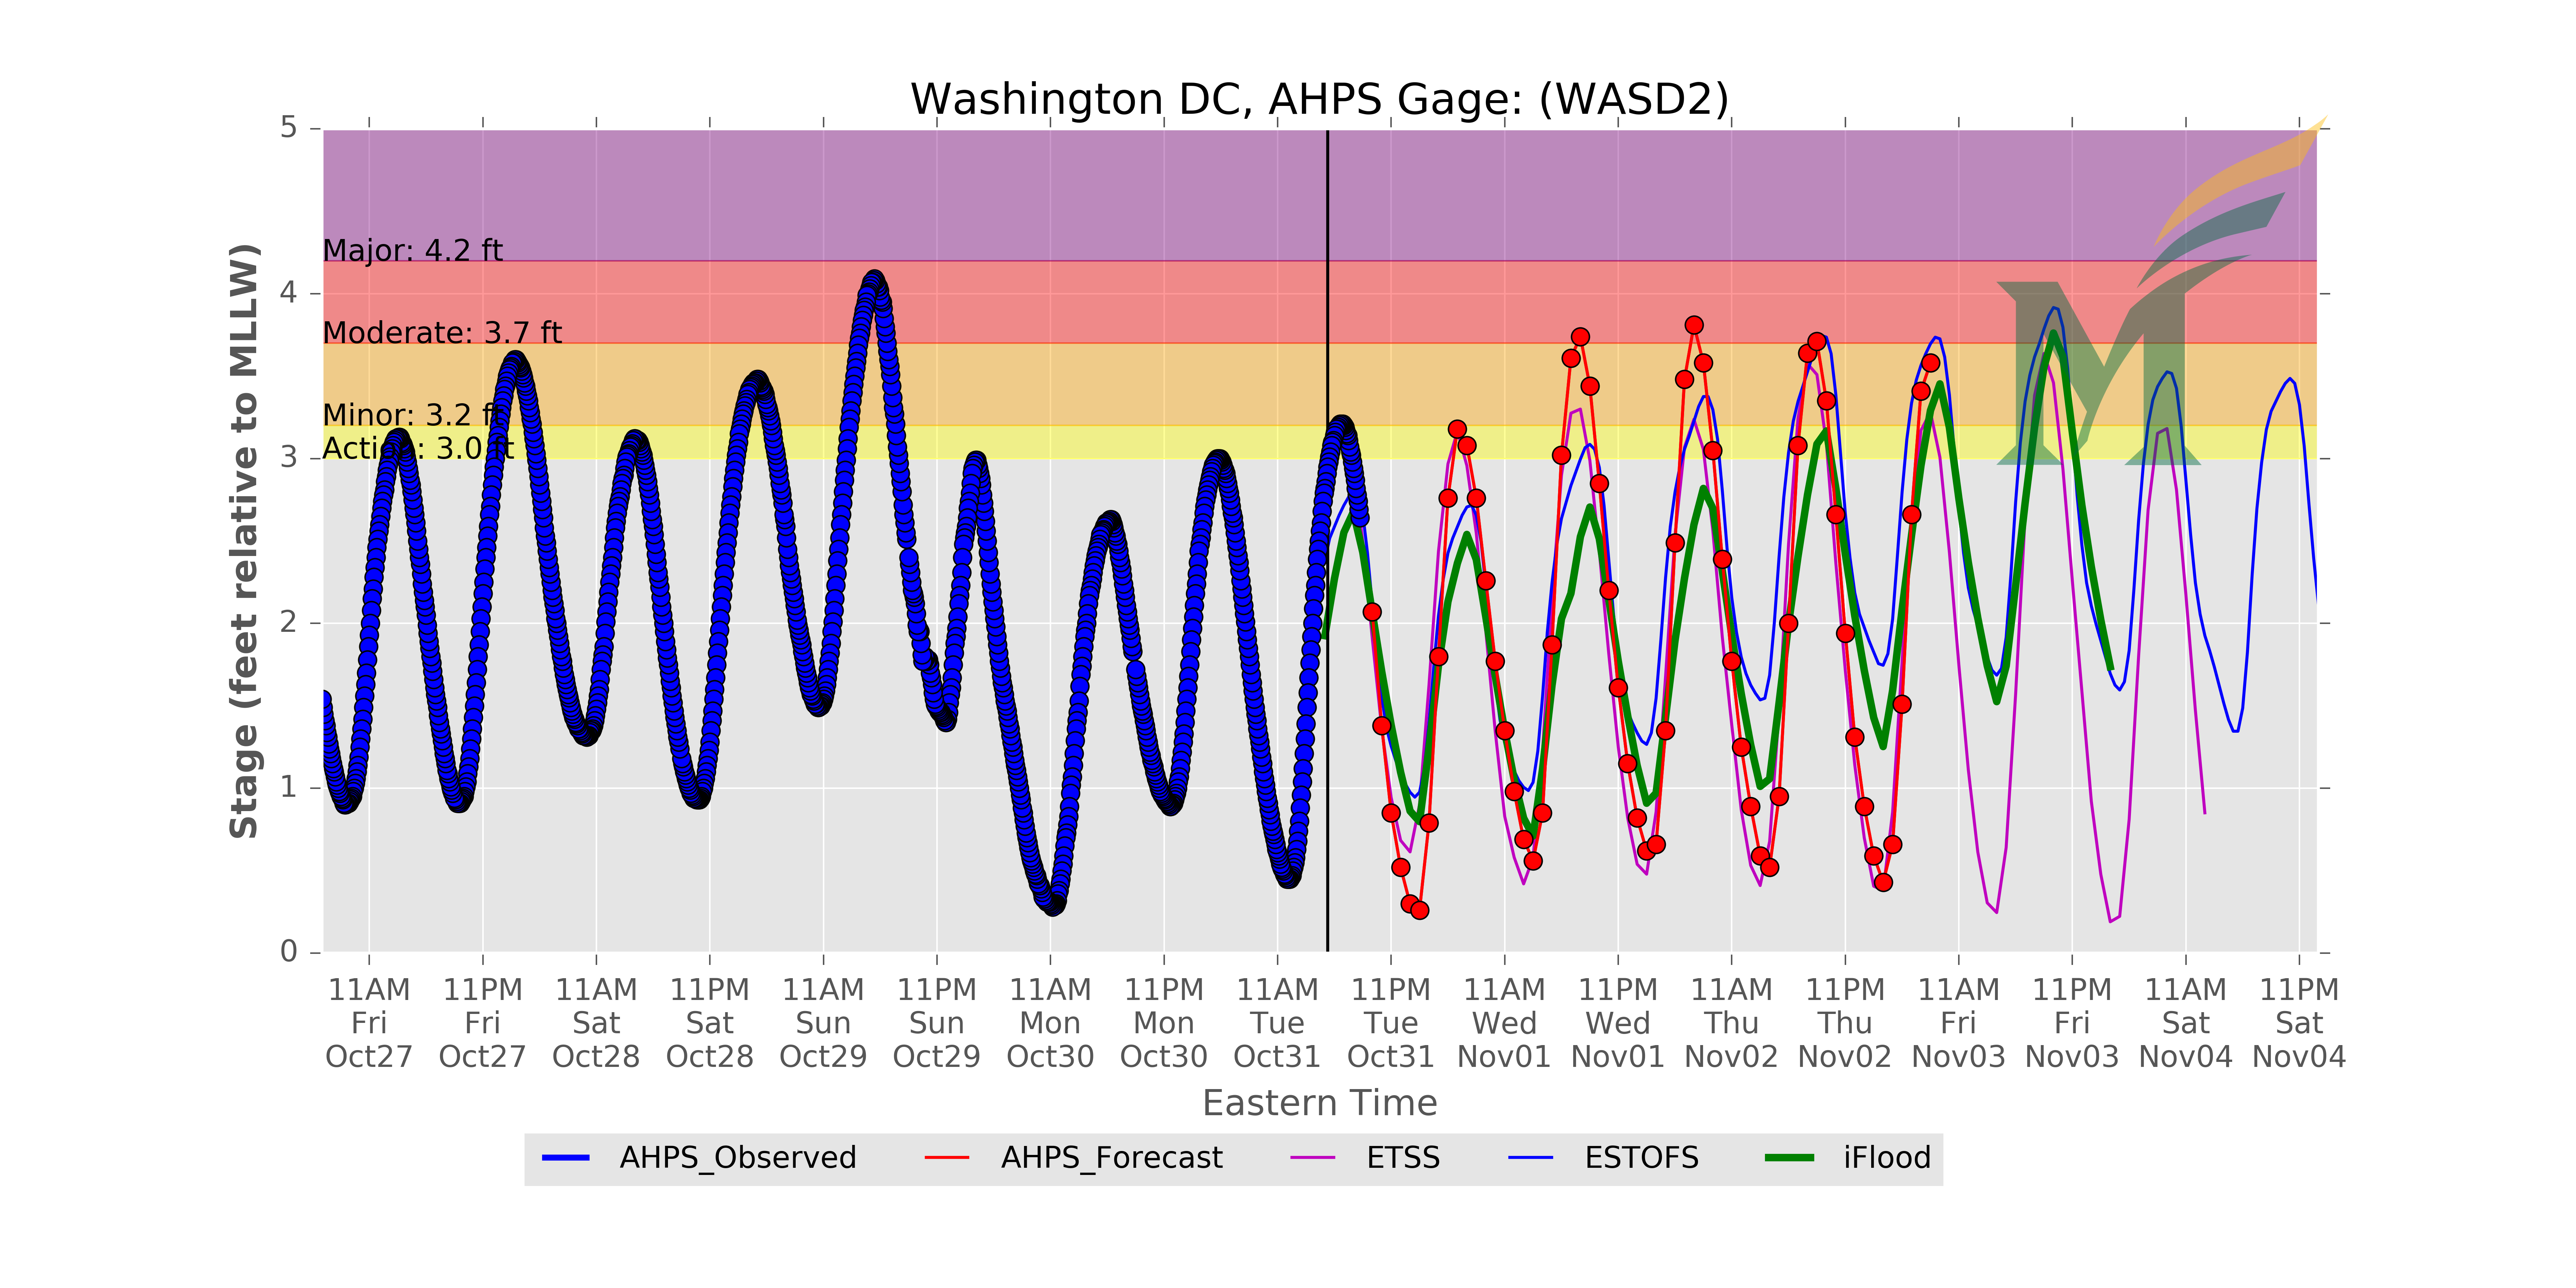 Washington DC, AHPS Gage: (WASD2)
Stage (feet relative to MLLW)
5
4
3
2
1
0
Major: 4.2 ft
Moderate: 3.7 ft
Minor: 3.2 ft
Action: 3.0 ft
11AM 11PM 11AM 11PM 11AM 11PM 11AM 11PM 11AM 11PM 11AM 11PM 11AM 11PM 11AM 11PM 11AM 11PM
Fri Fri Sat Sat Sun Sun Mon Mon Tue Tue Wed Wed Thu Thu Fri Fri Sat Sat
Oct27 Oct27 Oct28 Oct28 Oct29 Oct29 Oct30 Oct30 Oct31 Oct31 Nov01 Nov01 Nov02 Nov02 Nov03 Nov03 Nov04 Nov04
Eastern Time
AHPS_Observed AHPS_Forecast ETSS ESTOFS iFlood